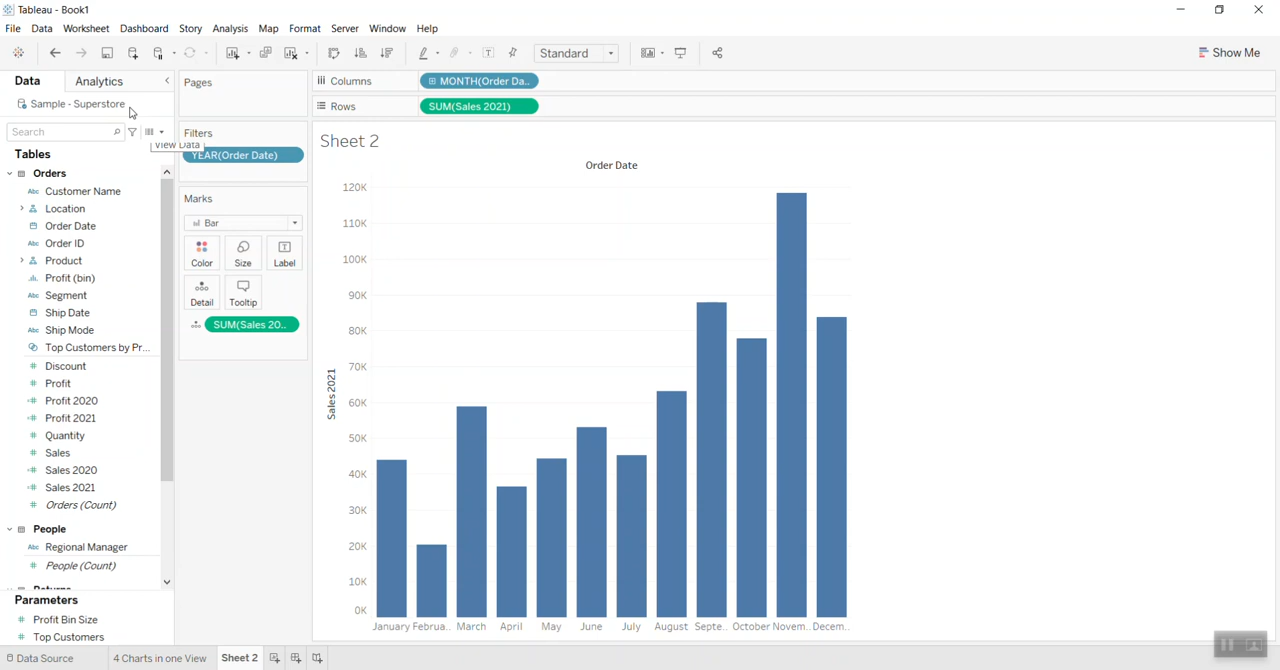 Tableau - Book1
File Data Worksheet Dashboard Story Analysis Map Format Server Window Help
Standard
Show Me
Data Analytics
Pages
Columns
MONTH(Order Da..
Sample - Superstore
Rows
SUM(Sales 2021)
Search
View Data
Filters
YEAR(Order Date)
Tables
Orders
Abc Customer Name
Location
Order Date
Abc Order ID
Product
Profit (bin)
Abc Segment
Ship Date
Abc Ship Mode
Top Customers by Pr...
# Discount
# Profit
=# Profit 2020
=# Profit 2021
# Quantity
# Sales
=# Sales 2020
=# Sales 2021
# Orders (Count)
People
Abc Regional Manager
# People (Count)
Returns
Parameters
# Profit Bin Size
# Top Customers
Marks
Bar
Color Size Label
Detail Tooltip
SUM(Sales 20..
Sheet 2
Order Date
Sales 2021
120K
110K
100K
90K
80K
70K
60K
50K
40K
30K
20K
10K
0K
January Februa.. March April May June July August Septe.. October Novem.. Decem..
Data Source 4 Charts in one View Sheet 2